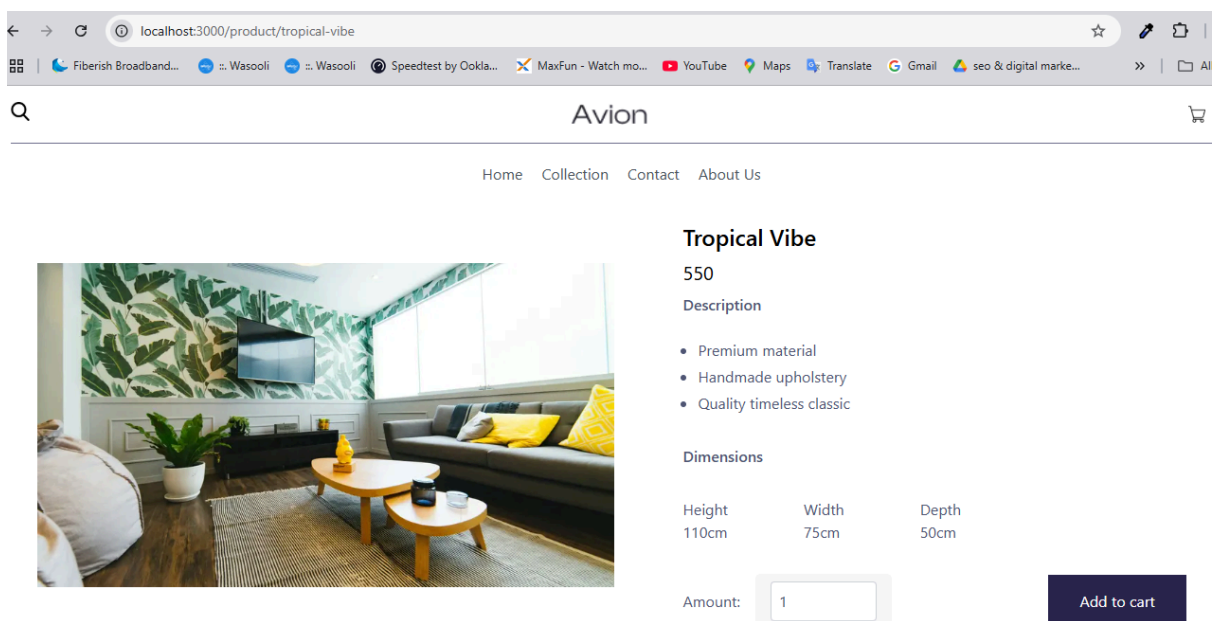 localhost:3000/product/tropical-vibe
Fiberish Broadband... ::. Wasooli ::. Wasooli Speedtest by Ookla... MaxFun - Watch mo... YouTube Maps Translate Gmail seo & digital marke... » Al
Avion
Home Collection Contact About Us
Tropical Vibe
550
Description
• Premium material
• Handmade upholstery
• Quality timeless classic
Dimensions
Height Width Depth
110cm 75cm 50cm
Amount: 1 Add to cart